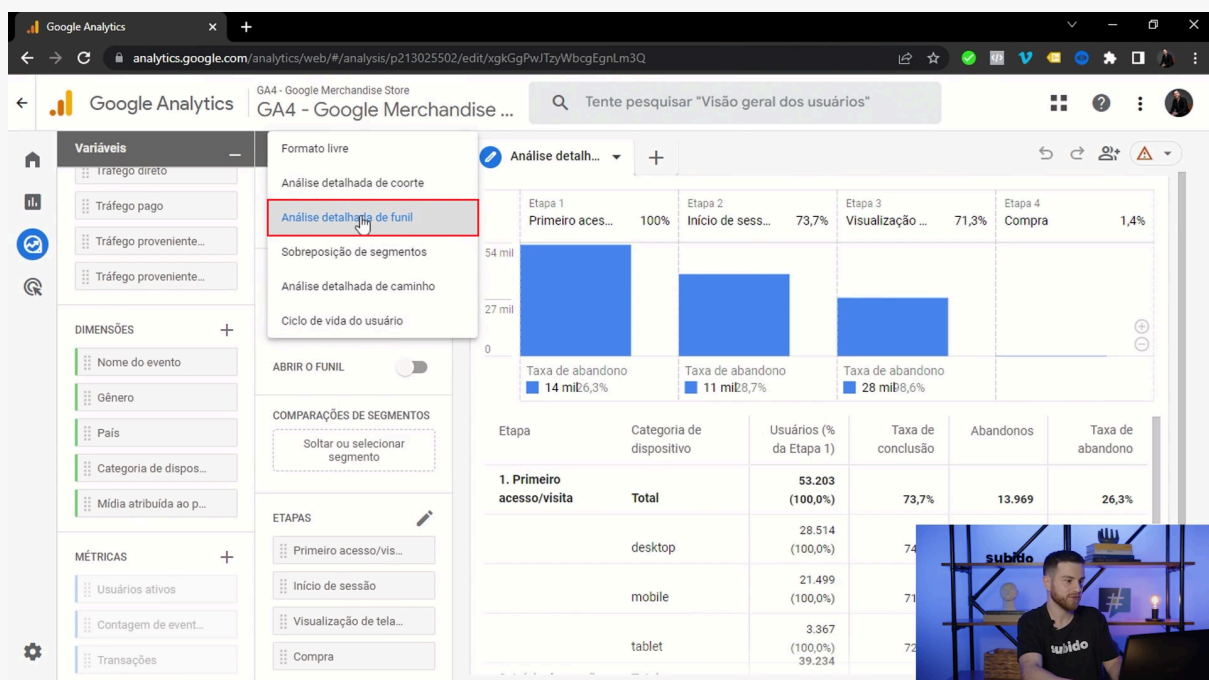 Google Analytics
analytics.google.com/analytics/web/#/analysis/p213025502/edit/xgkGgPwJTzyWbcgEgnLm3Q
Google Analytics
GA4 - Google Merchandise Store
GA4 - Google Merchandise ...
Tente pesquisar "Visão geral dos usuários"
Variáveis
Tráfego direto
Tráfego pago
Tráfego proveniente...
Tráfego proveniente...
DIMENSÕES
Nome do evento
Gênero
País
Categoria de dispos...
Mídia atribuída ao p...
MÉTRICAS
Usuários ativos
Contagem de event...
Transações
Formato livre
Análise detalhada de coorte
Análise detalhada de funil
Sobreposição de segmentos
Análise detalhada de caminho
Ciclo de vida do usuário
ABRIR O FUNIL
COMPARAÇÕES DE SEGMENTOS
Soltar ou selecionar
segmento
ETAPAS
Primeiro acesso/vis...
Início de sessão
Visualização de tela...
Compra
Análise detalh...
Etapa 1
Primeiro aces... 100%
Etapa 2
Início de sess... 73,7%
Etapa 3
Visualização ... 71,3%
Etapa 4
Compra 1,4%
54 mil
27 mil
0
Taxa de abandono
14 mil 26,3%
Taxa de abandono
11 mil 28,7%
Taxa de abandono
28 mil 98,6%
Etapa
Categoria de
dispositivo
Usuários (%
da Etapa 1)
Taxa de
conclusão
Abandonos
Taxa de
abandono
1. Primeiro
acesso/visita
Total
53.203
(100,0%)
73,7%
13.969
26,3%
desktop
28.514
(100,0%)
74
mobile
21.499
(100,0%)
71
tablet
3.367
(100,0%)
72
39.234
subido
#
subido